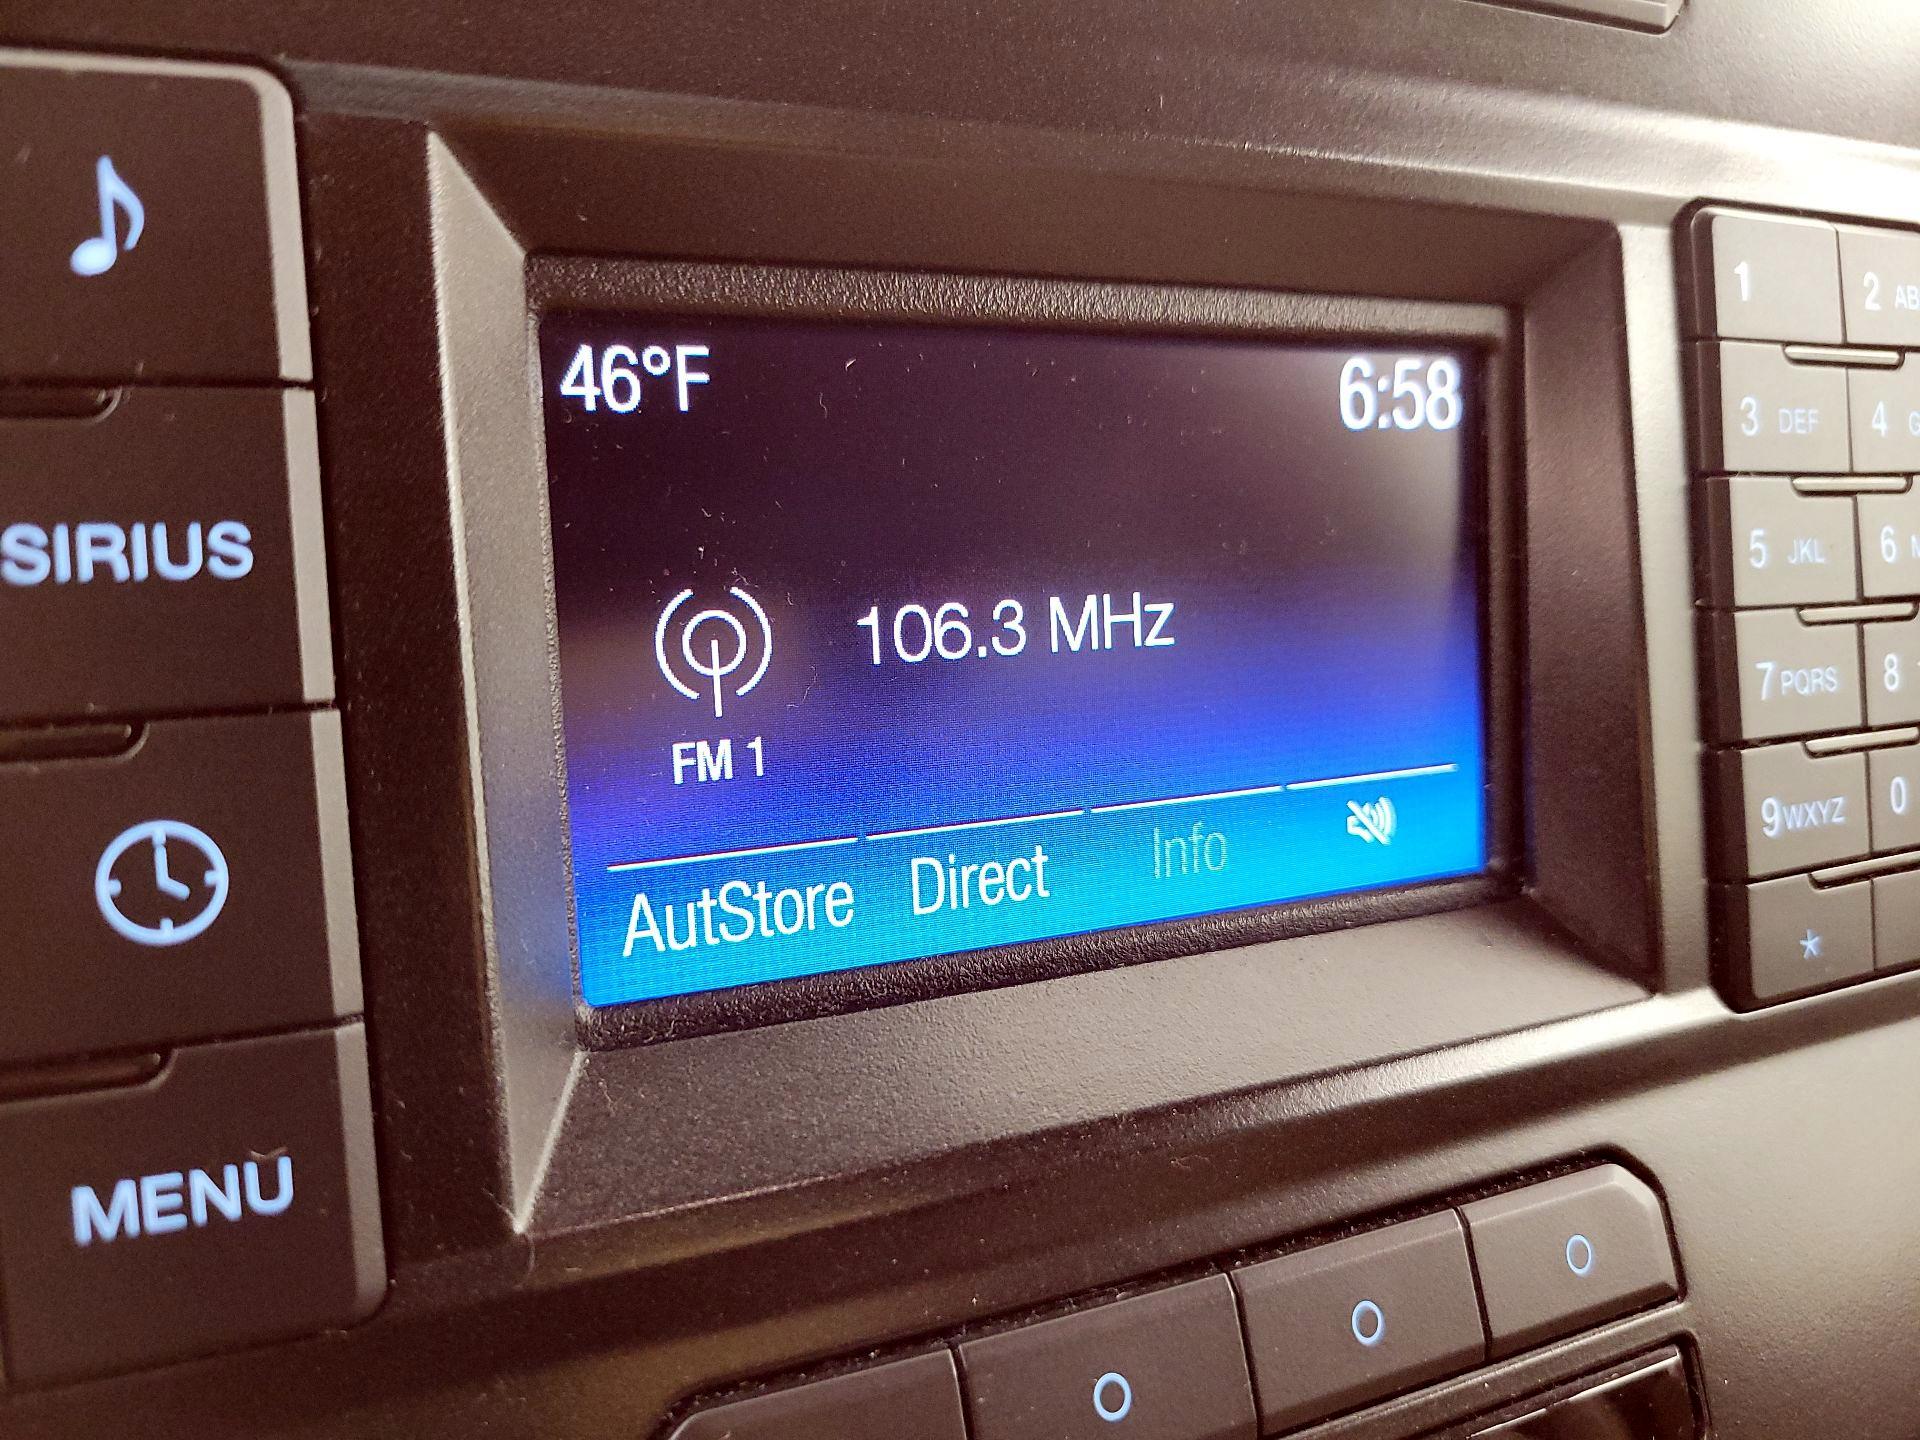 46°F
6:58
106.3 MHz
FM 1
AutStore
Direct
Info
SIRIUS
MENU
1
2 AB
3 DEF
4 G
5 JKL
6
7 PQRS
8
9 WXYZ
0
*